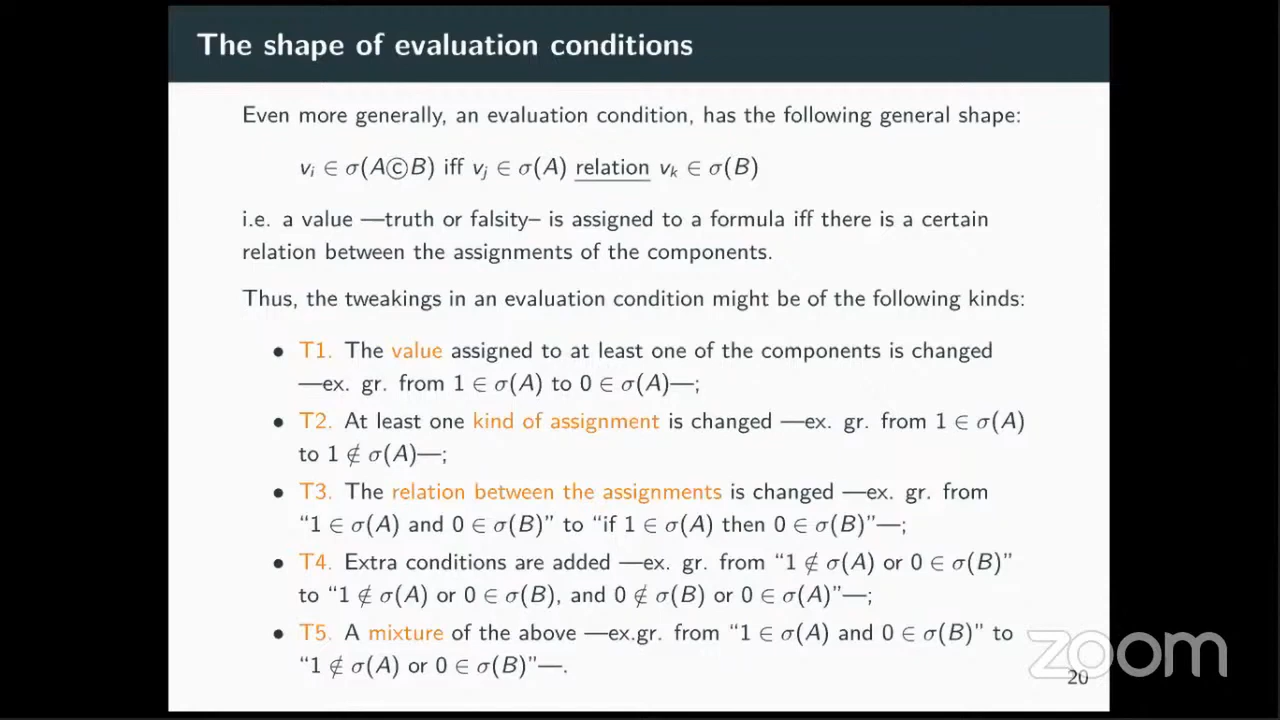 The shape of evaluation conditions
Even more generally, an evaluation condition, has the following general shape:
vᵢ ∈ σ(A©B) iff vⱼ ∈ σ(A) relation vₖ ∈ σ(B)
i.e. a value —truth or falsity– is assigned to a formula iff there is a certain
relation between the assignments of the components.
Thus, the tweakings in an evaluation condition might be of the following kinds:
• T1. The value assigned to at least one of the components is changed
—ex. gr. from 1 ∈ σ(A) to 0 ∈ σ(A)—;
• T2. At least one kind of assignment is changed —ex. gr. from 1 ∈ σ(A)
to 1 ∉ σ(A)—;
• T3. The relation between the assignments is changed —ex. gr. from
“1 ∈ σ(A) and 0 ∈ σ(B)” to “if 1 ∈ σ(A) then 0 ∈ σ(B)”—;
• T4. Extra conditions are added —ex. gr. from “1 ∉ σ(A) or 0 ∈ σ(B)”
to “1 ∉ σ(A) or 0 ∈ σ(B), and 0 ∉ σ(B) or 0 ∈ σ(A)”—;
• T5. A mixture of the above —ex.gr. from “1 ∈ σ(A) and 0 ∈ σ(B)” to
“1 ∉ σ(A) or 0 ∈ σ(B)”—.
zoom
20